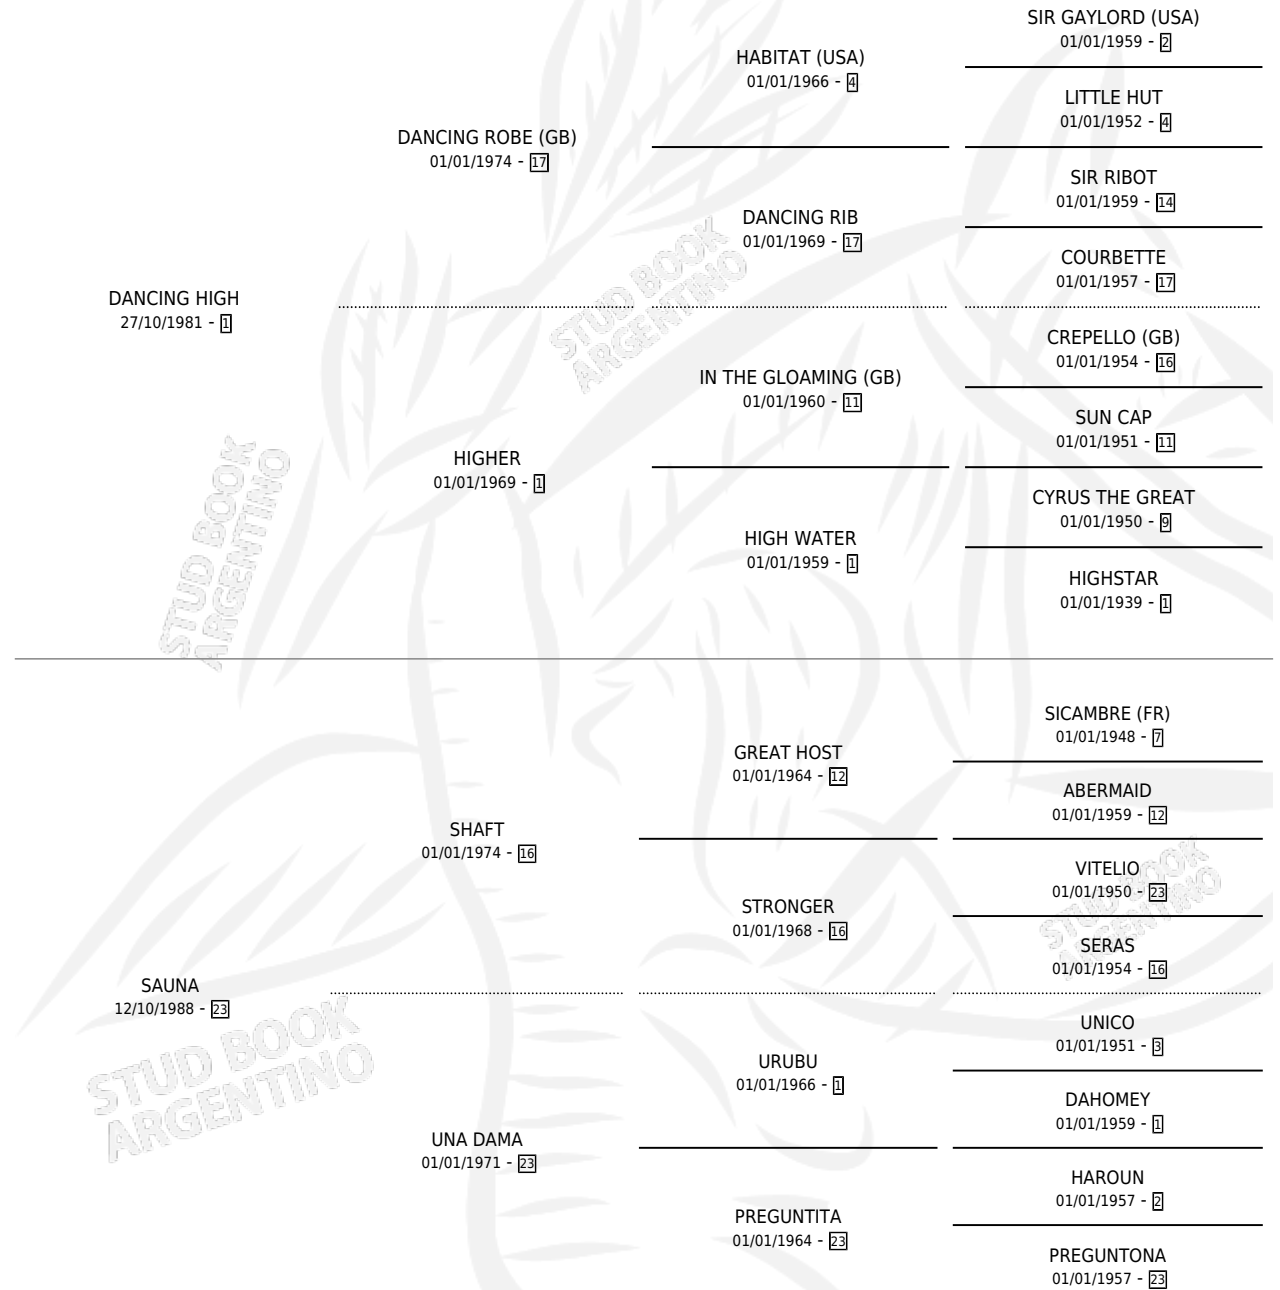 SIR GAYLORD (USA)
01/01/1959 - 2
HABITAT (USA)
01/01/1966 - 4
LITTLE HUT
01/01/1952 - 4
DANCING ROBE (GB)
01/01/1974 - 17
SIR RIBOT
01/01/1959 - 14
DANCING RIB
01/01/1969 - 17
COURBETTE
01/01/1957 - 17
DANCING HIGH
27/10/1981 - 1
STUD BOOK
ARGENTINO
CREPELLO (GB)
01/01/1954 - 16
IN THE GLOAMING (GB)
01/01/1960 - 11
SUN CAP
01/01/1951 - 11
HIGHER
01/01/1969 - 1
CYRUS THE GREAT
01/01/1950 - 9
HIGH WATER
01/01/1959 - 1
HIGHSTAR
01/01/1939 - 1
STUD BOOK
ARGENTINO
SICAMBRE (FR)
01/01/1948 - 7
GREAT HOST
01/01/1964 - 12
ABERMAID
01/01/1959 - 12
SHAFT
01/01/1974 - 16
VITELIO
01/01/1950 - 23
STRONGER
01/01/1968 - 16
STUD BOOK
ARGENTINO
SERAS
01/01/1954 - 16
SAUNA
12/10/1988 - 23
UNICO
01/01/1951 - 3
STUD BOOK
ARGENTINO
URUBU
01/01/1966 - 1
DAHOMEY
01/01/1959 - 1
UNA DAMA
01/01/1971 - 23
HAROUN
01/01/1957 - 2
PREGUNTITA
01/01/1964 - 23
PREGUNTONA
01/01/1957 - 23